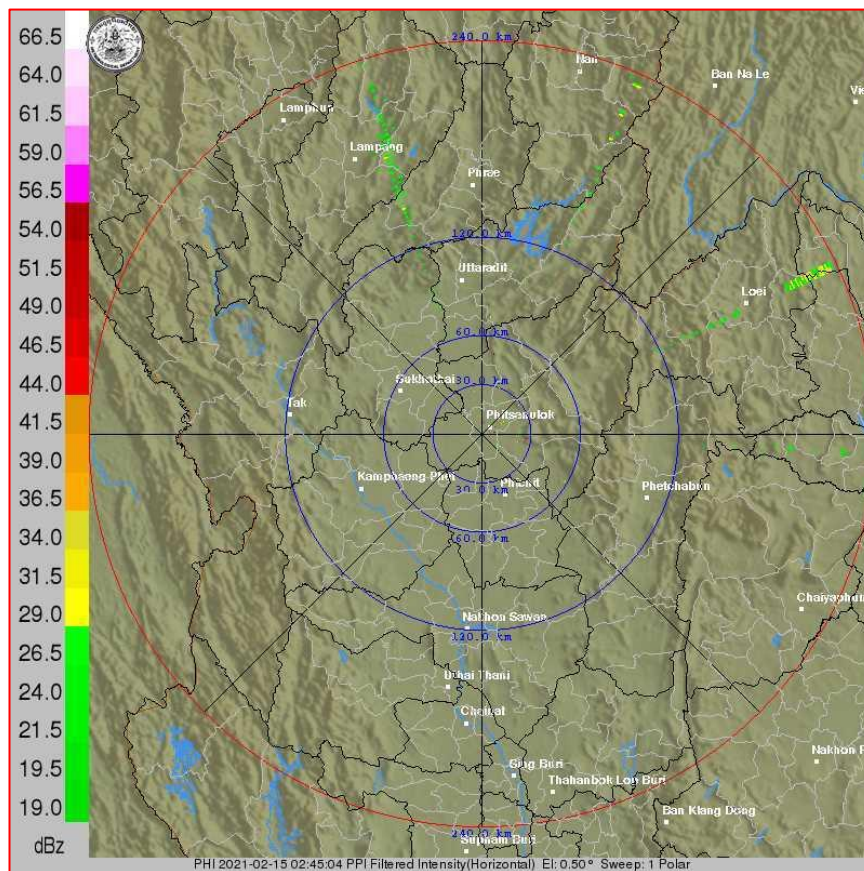 66.5
64.0
61.5
59.0
56.5
54.0
51.5
49.0
46.5
44.0
41.5
39.0
36.5
34.0
31.5
29.0
26.5
24.0
21.5
19.5
19.0
dBz
240.0 km
Nan
Ban Na Le
Lamphun
Lampang
Phrae
120.0 km
Uttaradit
Loei
60.0 km
30.0 km
Sukhothai
Tak
Phitsanulok
Kamphaeng Phet
Phichit
30.0 km
Phetchabun
60.0 km
Chaiyaphum
Nakhon Sawan
120.0 km
Uthai Thani
Chainat
Sing Buri
Nakhon R
Thahanbok Lop Buri
Ban Klang Dong
240.0 km
Suphan Buri
PHI 2021-02-15 02:45:04 PPI Filtered Intensity(Horizontal) El: 0.50° Sweep: 1 Polar